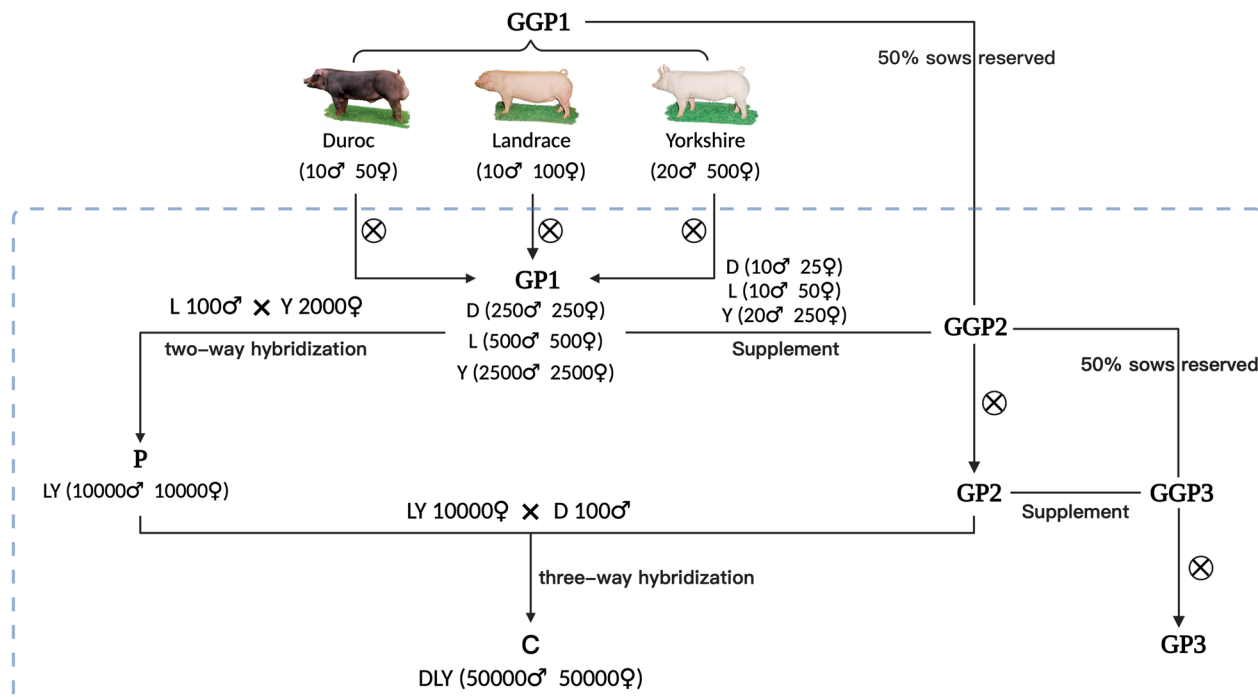 GGP1
50% sows reserved
Duroc
(10♂ 50♀)
Landrace
(10♂ 100♀)
Yorkshire
(20♂ 500♀)
GP1
D (250♂ 250♀)
L (500♂ 500♀)
Y (2500♂ 2500♀)
L 100♂ × Y 2000♀
two-way hybridization
D (10♂ 25♀)
L (10♂ 50♀)
Y (20♂ 250♀)
Supplement
GGP2
50% sows reserved
P
LY (10000♂ 10000♀)
LY 10000♀ × D 100♂
GP2
Supplement
GGP3
three-way hybridization
C
DLY (50000♂ 50000♀)
GP3